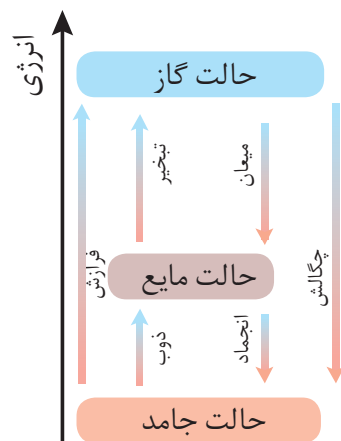 انرژی
حالت گاز
میعان
تبخیر
چگالش
حالت مایع
فرازش
انجماد
ذوب
حالت جامد